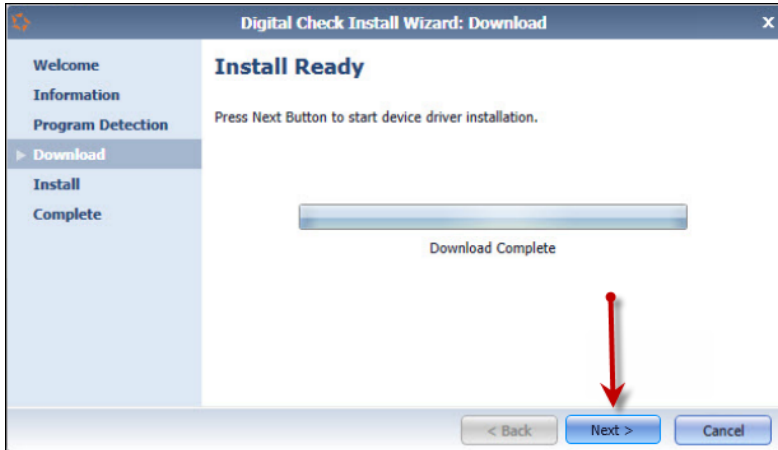 Digital Check Install Wizard: Download
x
Welcome
Information
Program Detection
Download
Install
Complete
Install Ready
Press Next Button to start device driver installation.
Download Complete
< Back
Next >
Cancel